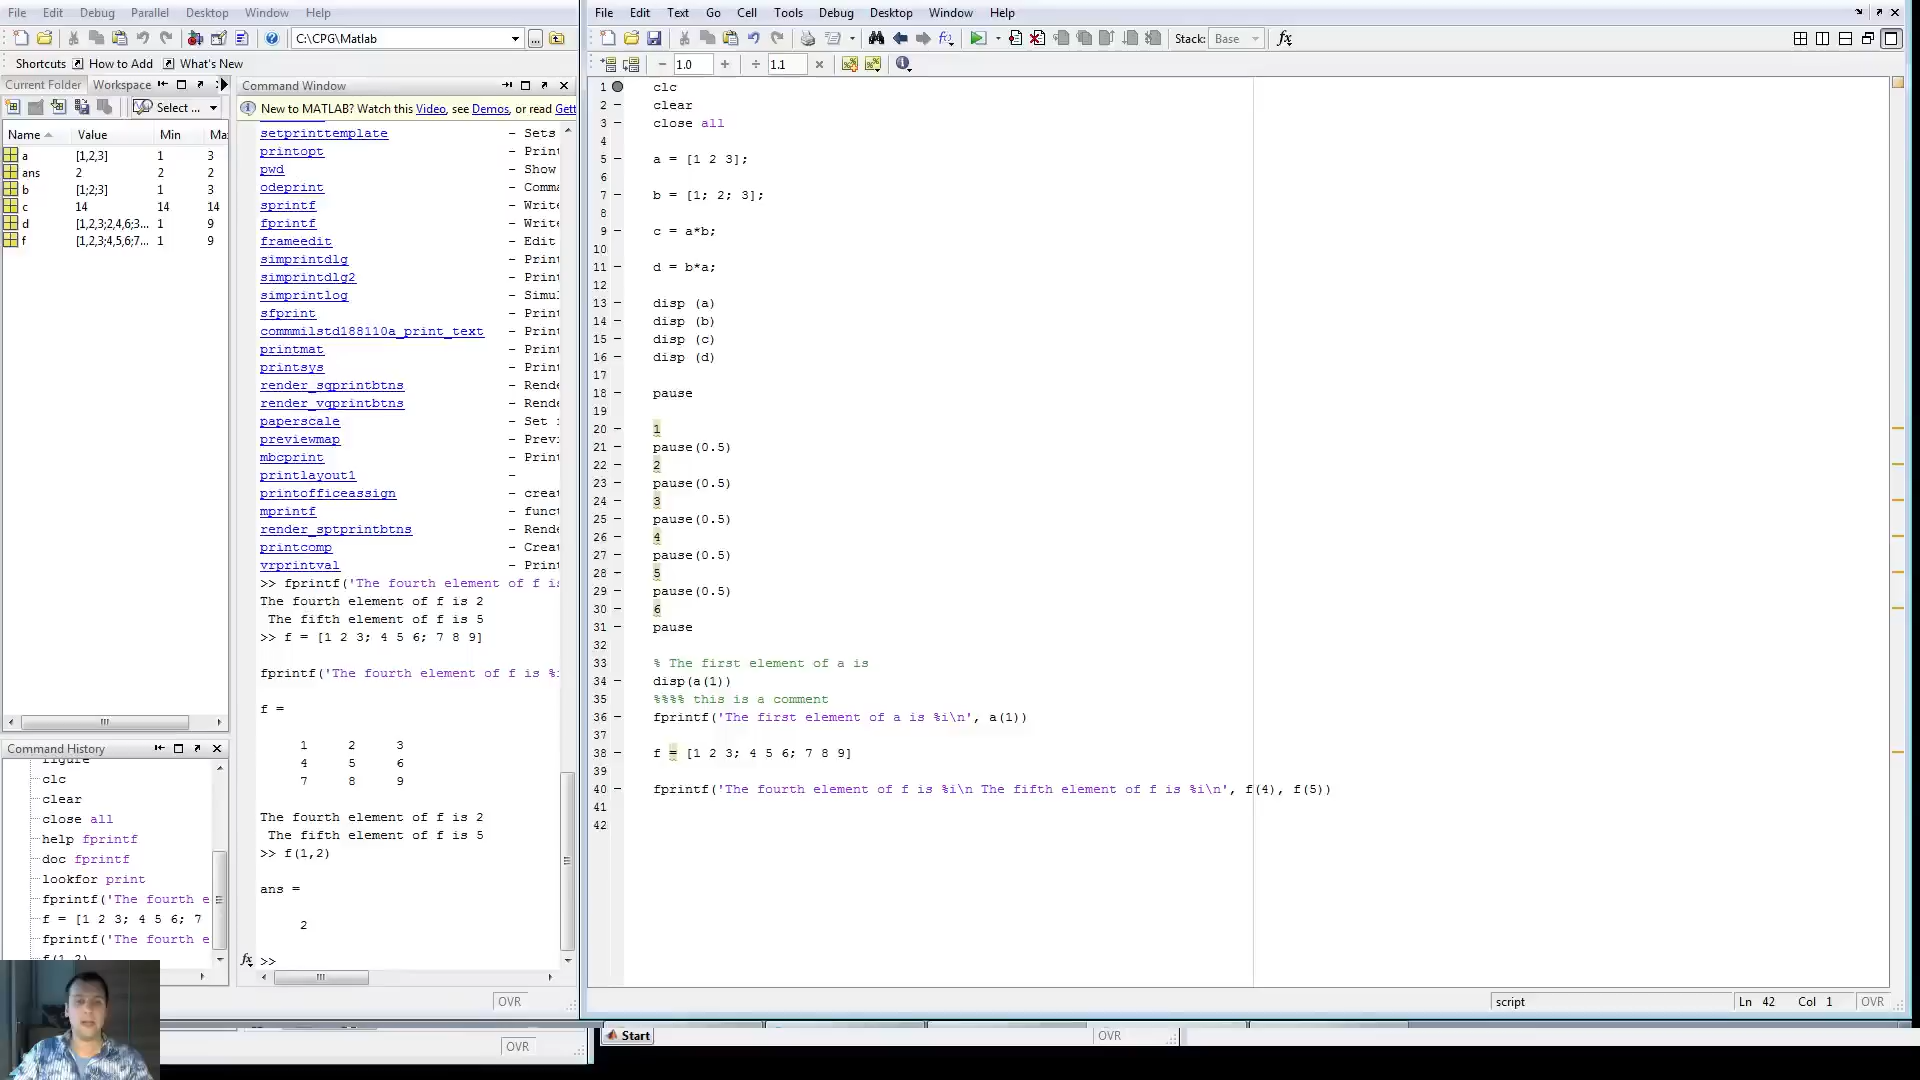 File Edit Debug Parallel Desktop Window Help
C:\CPG\Matlab
Shortcuts How to Add What's New
Current Folder Workspace
Select ...
Name Value Min Max
a [1,2,3] 1 3
ans 2 2 2
b [1;2;3] 1 3
c 14 14 14
d [1,2,3;2,4,6;3... 1 9
f [1,2,3;4,5,6;7... 1 9
Command History
figure
clc
clear
close all
help fprintf
doc fprintf
lookfor print
fprintf('The fourth e
f = [1 2 3; 4 5 6; 7
fprintf('The fourth e
f(1,2)
Command Window
New to MATLAB? Watch this Video, see Demos, or read Gett
setprinttemplate - Sets
printopt - Print
pwd - Show
odeprint - Comma
sprintf - Write
fprintf - Write
frameedit - Edit
simprintdlg - Print
simprintdlg2 - Print
simprintlog - Simul
sfprint - Print
commmilstd188110a_print_text - Print
printmat - Print
printsys - Print
render_sqprintbtns - Rende
render_vqprintbtns - Rende
paperscale - Set
previewmap - Previ
mbcprint - Print
printlayout1 -
printofficeassign - creat
mprintf - funct
render_sptprintbtns - Rende
printcomp - Creat
vrprintval - Print
>> fprintf('The fourth element of f is
The fourth element of f is 2
The fifth element of f is 5
>> f = [1 2 3; 4 5 6; 7 8 9]
fprintf('The fourth element of f is %i
f =
1 2 3
4 5 6
7 8 9
The fourth element of f is 2
The fifth element of f is 5
>> f(1,2)
ans =
2
fx >>
OVR
OVR
File Edit Text Go Cell Tools Debug Desktop Window Help
Stack: Base fx
− 1.0 + ÷ 1.1 ×
1 clc
2 – clear
3 – close all
4
5 – a = [1 2 3];
6
7 – b = [1; 2; 3];
8
9 – c = a*b;
10
11 – d = b*a;
12
13 – disp (a)
14 – disp (b)
15 – disp (c)
16 – disp (d)
17
18 – pause
19
20 – 1
21 – pause(0.5)
22 – 2
23 – pause(0.5)
24 – 3
25 – pause(0.5)
26 – 4
27 – pause(0.5)
28 – 5
29 – pause(0.5)
30 – 6
31 – pause
32
33 % The first element of a is
34 – disp(a(1))
35 %%%% this is a comment
36 – fprintf('The first element of a is %i\n', a(1))
37
38 – f = [1 2 3; 4 5 6; 7 8 9]
39
40 – fprintf('The fourth element of f is %i\n The fifth element of f is %i\n', f(4), f(5))
41
42
script Ln 42 Col 1 OVR
Start OVR